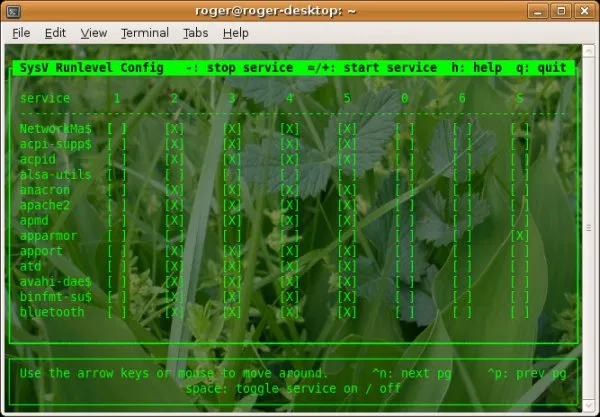 roger@roger-desktop: ~
File Edit View Terminal Tabs Help
SysV Runlevel Config -: stop service =/+: start service h: help q: quit
service 1 2 3 4 5 0 6 S
NetworkMa$ [ ] [X] [X] [X] [X] [ ] [ ] [ ]
acpi-supp$ [ ] [X] [X] [X] [X] [ ] [ ] [ ]
acpid [ ] [X] [X] [X] [X] [ ] [ ] [ ]
alsa-utils [ ] [ ] [ ] [ ] [ ] [ ] [ ] [ ]
anacron [ ] [X] [X] [X] [X] [ ] [ ] [ ]
apache2 [ ] [X] [X] [X] [X] [ ] [ ] [ ]
apmd [ ] [X] [X] [X] [X] [ ] [ ] [ ]
apparmor [ ] [ ] [ ] [ ] [ ] [ ] [ ] [X]
apport [ ] [X] [X] [X] [X] [ ] [ ] [ ]
atd [ ] [X] [X] [X] [X] [ ] [ ] [ ]
avahi-dae$ [ ] [X] [X] [X] [X] [ ] [ ] [ ]
binfmt-su$ [ ] [X] [X] [X] [X] [ ] [ ] [ ]
bluetooth [ ] [X] [X] [X] [X] [ ] [ ] [ ]
Use the arrow keys or mouse to move around. ^n: next pg ^p: prev pg
space: toggle service on / off